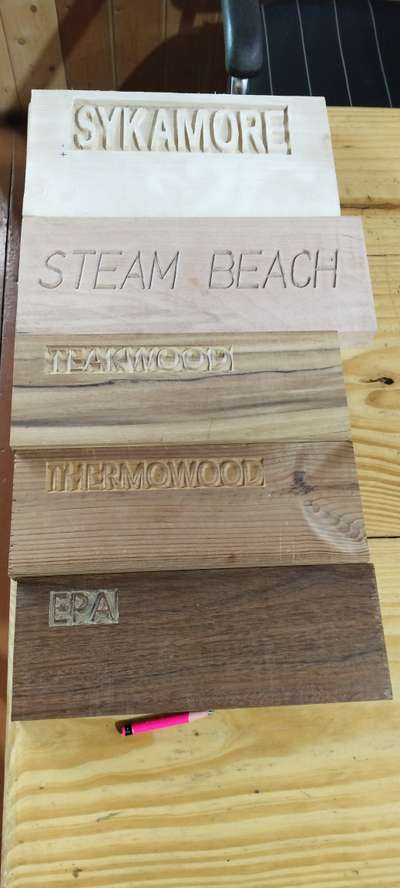 SYKAMORE
STEAM BEACH
TEAKWOOD
THERMOWOOD
EPA